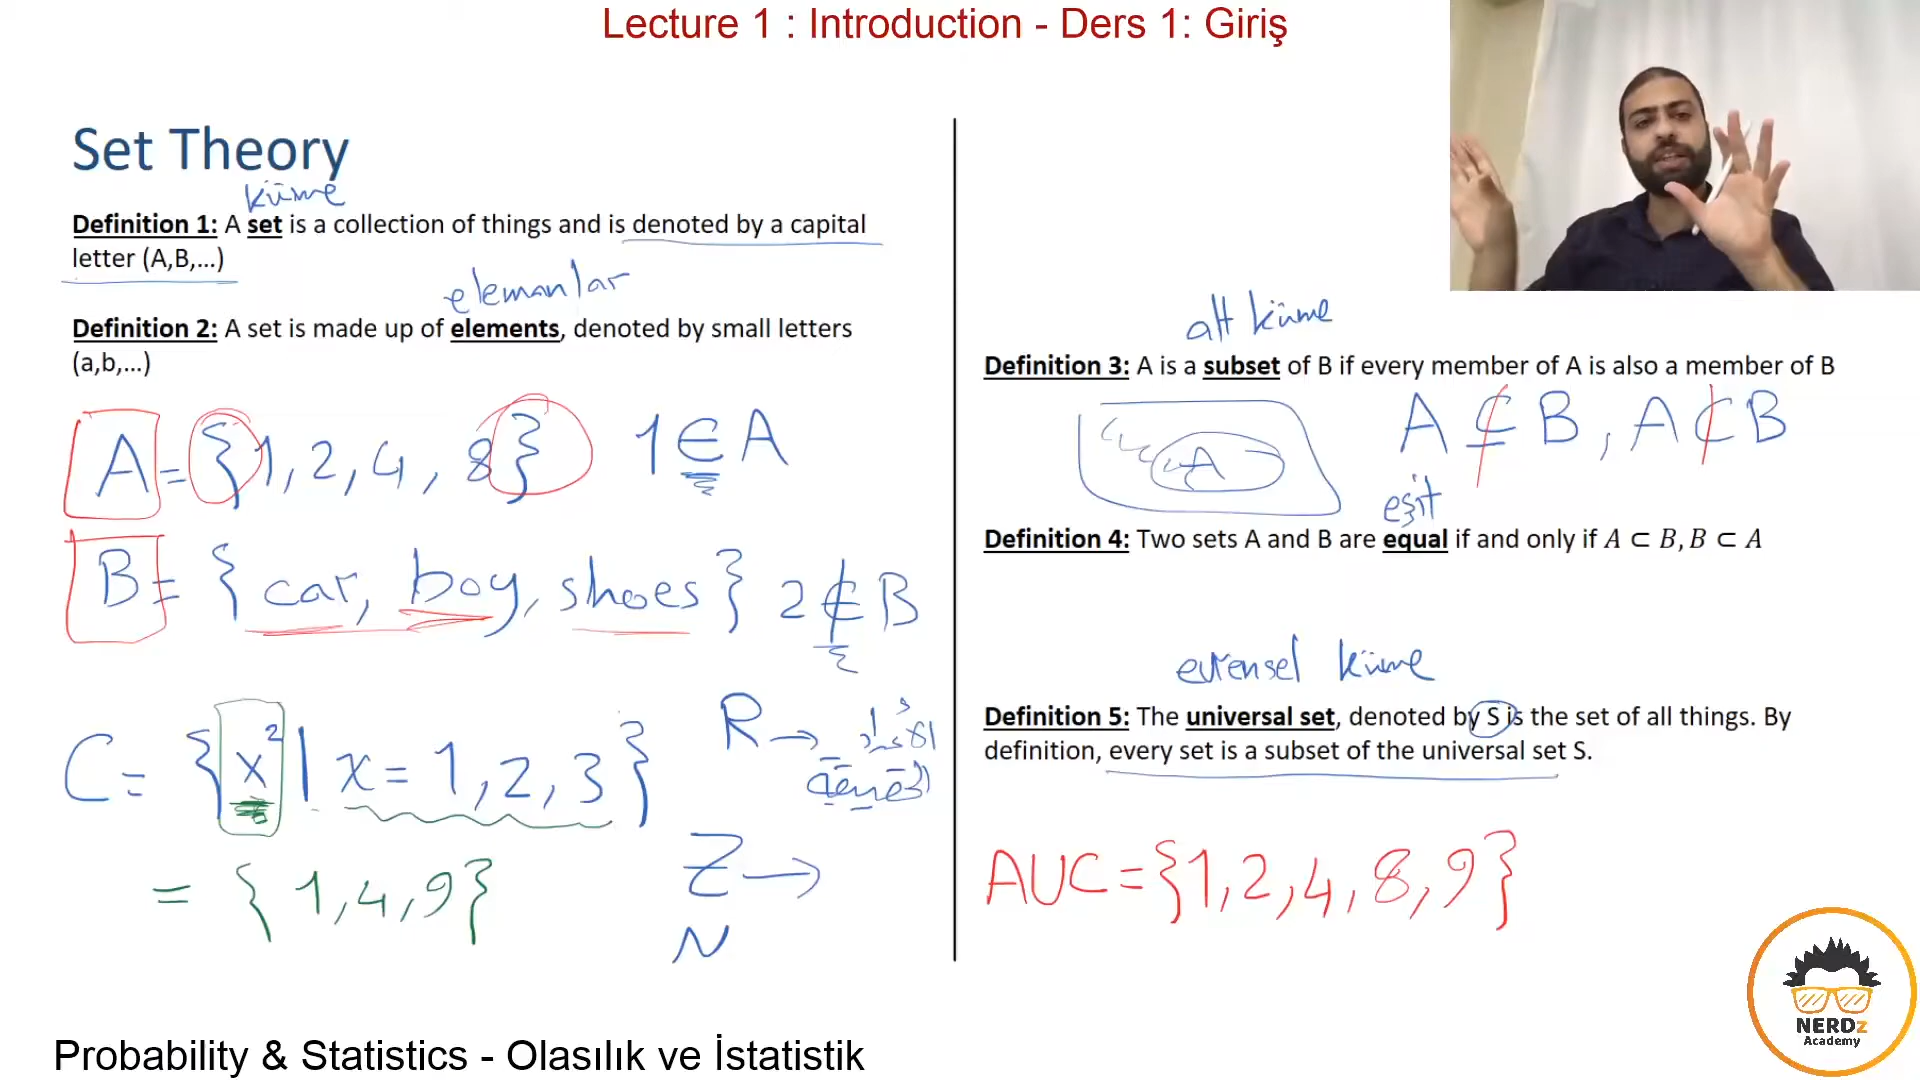 Lecture 1 : Introduction - Ders 1: Giriş
Set Theory
küme
Definition 1: A set is a collection of things and is denoted by a capital
letter (A,B,...)
elemanlar
Definition 2: A set is made up of elements, denoted by small letters
(a,b,...)
A = {1, 2, 4, 8} 1 ∈ A
B = { car, boy, shoes } 2 ∉ B
C = { x² | x = 1, 2, 3 }
= { 1, 4, 9 }
R →
Z →
N
alt küme
Definition 3: A is a subset of B if every member of A is also a member of B
A
A ⊈ B , A ⊄ B
eşit
Definition 4: Two sets A and B are equal if and only if A ⊂ B, B ⊂ A
evrensel küme
Definition 5: The universal set, denoted by S is the set of all things. By
definition, every set is a subset of the universal set S.
AUC = {1, 2, 4, 8, 9}
NERDz
Academy
Probability & Statistics - Olasılık ve İstatistik